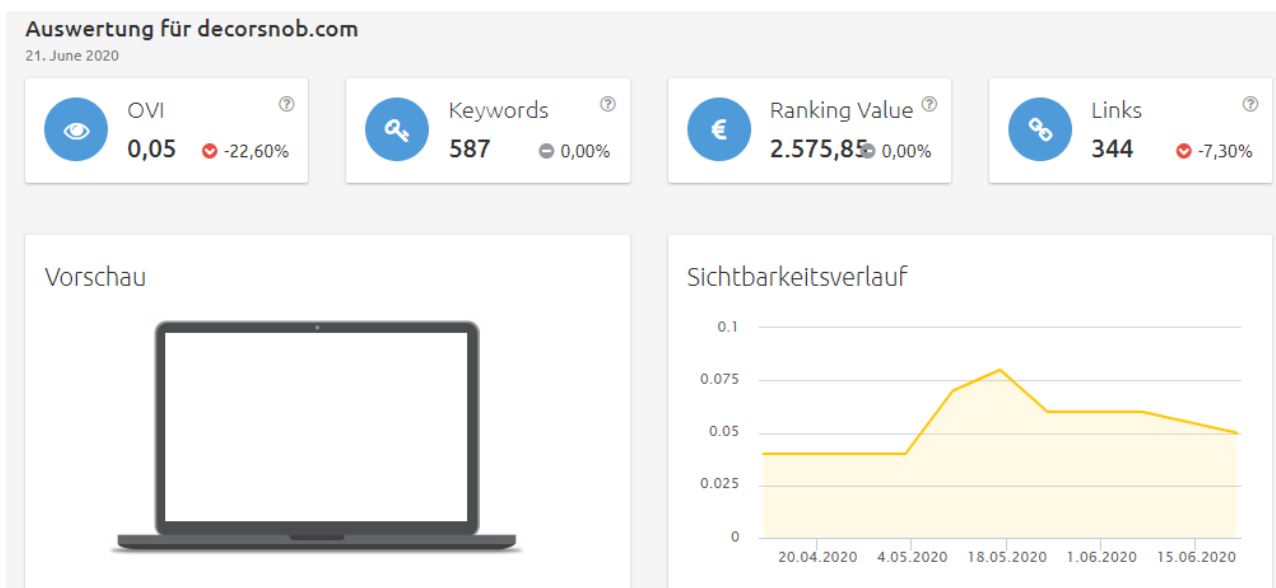 Auswertung für decorsnob.com
21. June 2020
OVI
0,05 -22,60%
Keywords
587 0,00%
Ranking Value
2.575,85 0,00%
Links
344 -7,30%
Vorschau
Sichtbarkeitsverlauf
0.1
0.075
0.05
0.025
0
20.04.2020 4.05.2020 18.05.2020 1.06.2020 15.06.2020